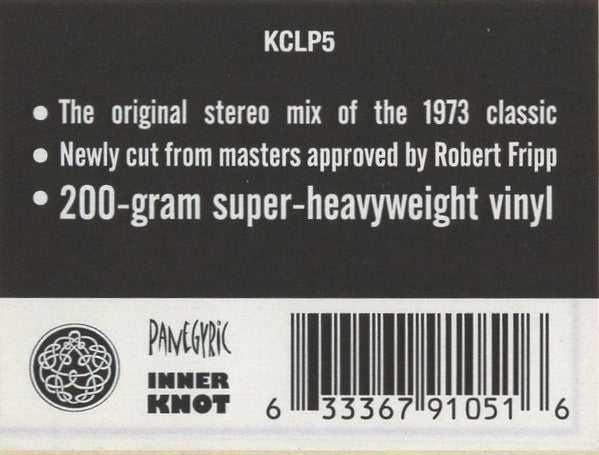 KCLP5
• The original stereo mix of the 1973 classic
• Newly cut from masters approved by Robert Fripp
• 200-gram super-heavyweight vinyl
PANEGYRIC
INNER
KNOT
6 33367 91051 6